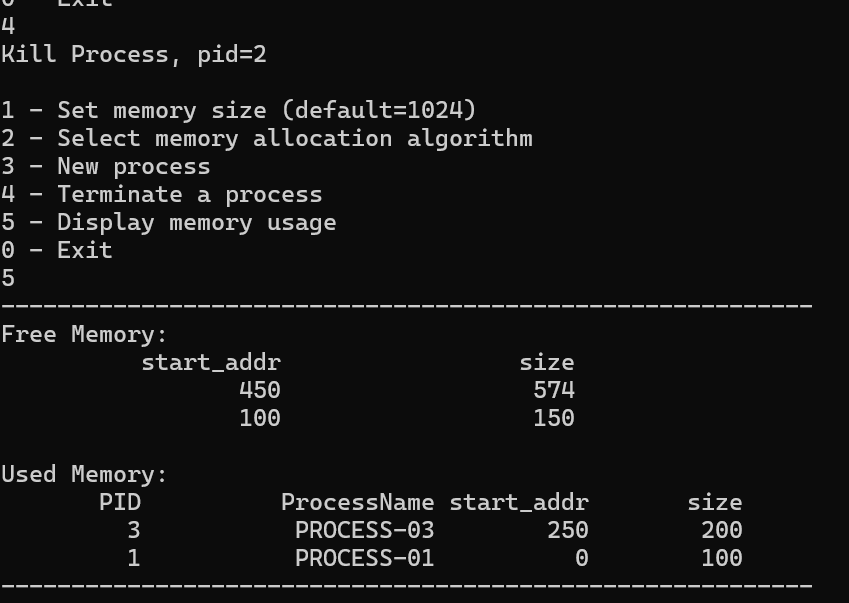 0 - Exit
4
Kill Process, pid=2
1 - Set memory size (default=1024)
2 - Select memory allocation algorithm
3 - New process
4 - Terminate a process
5 - Display memory usage
0 - Exit
5
----------------------------------------------------------
Free Memory:
start_addr size
450 574
100 150
Used Memory:
PID ProcessName start_addr size
3 PROCESS-03 250 200
1 PROCESS-01 0 100
----------------------------------------------------------